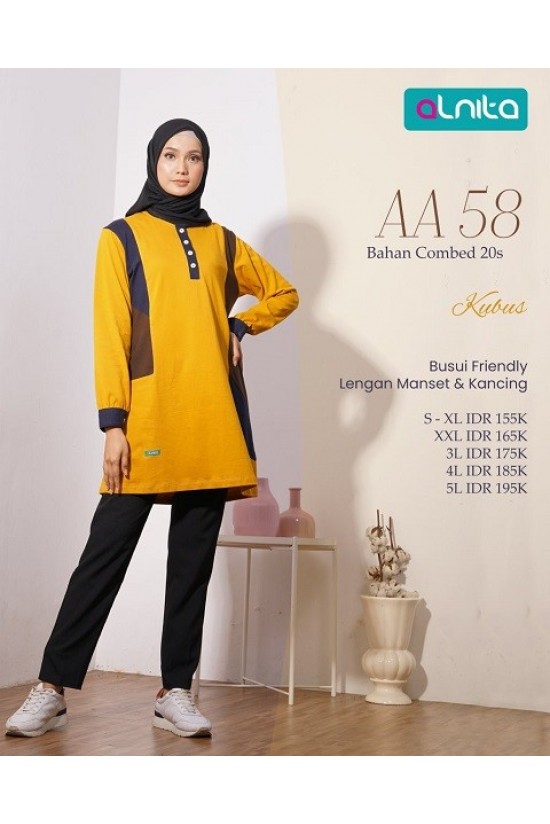 alnita
AA 58
Bahan Combed 20s
Kubus
Busui Friendly
Lengan Manset & Kancing
S - XL IDR 155K
XXL IDR 165K
3L IDR 175K
4L IDR 185K
5L IDR 195K